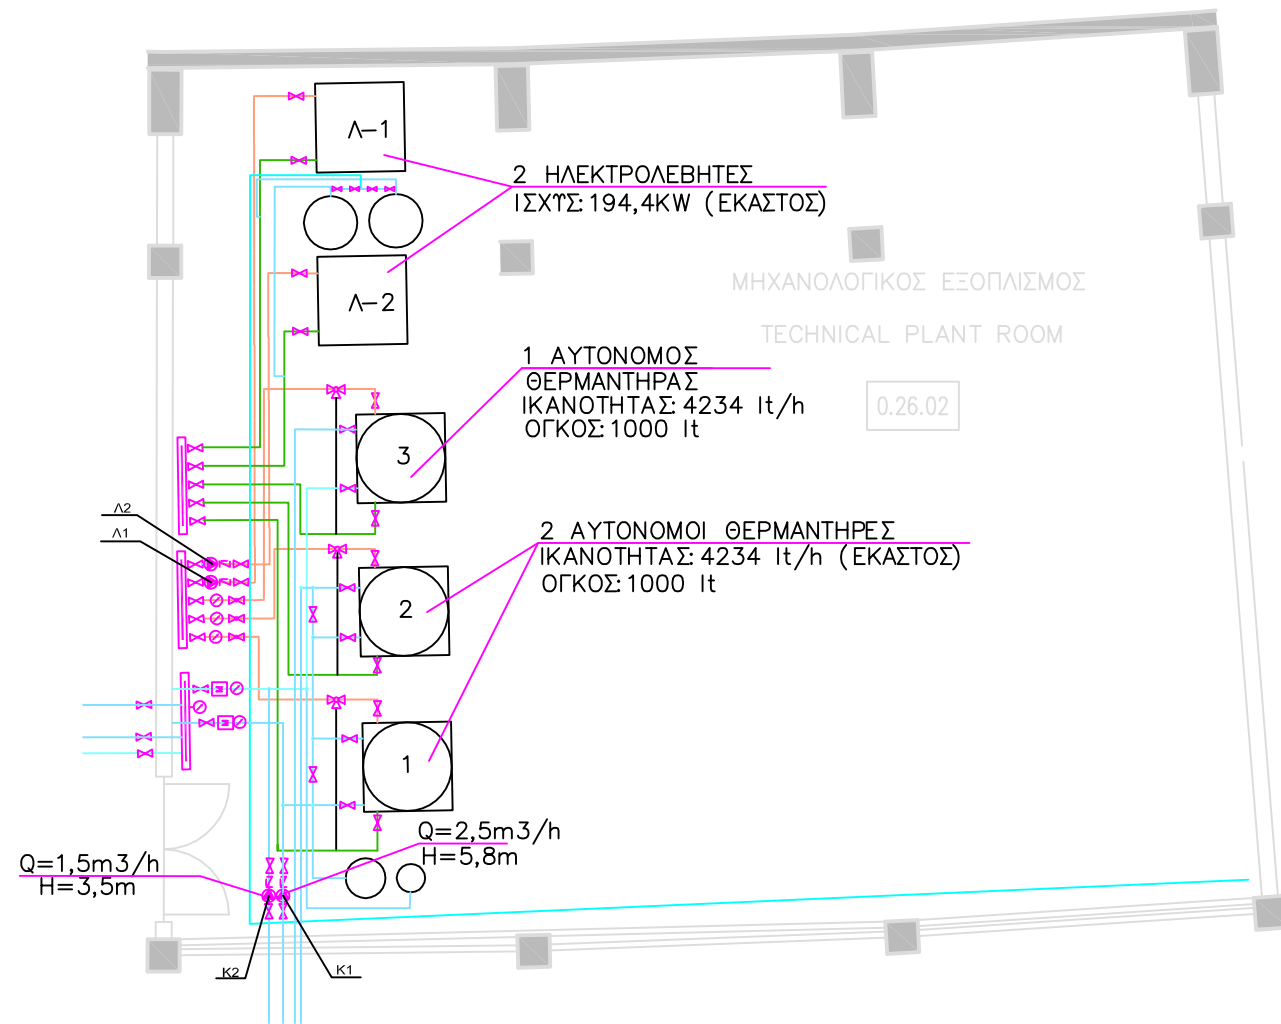 Λ-1
2 ΗΛΕΚΤΡΟΛΕΒΗΤΕΣ
ΙΣΧΥΣ: 194,4KW (ΕΚΑΣΤΟΣ)
Λ-2
ΜΗΧΑΝΟΛΟΓΙΚΟΣ ΕΞΟΠΛΙΣΜΟΣ
TECHNICAL PLANT ROOM
0.26.02
1 ΑΥΤΟΝΟΜΟΣ
ΘΕΡΜΑΝΤΗΡΑΣ
ΙΚΑΝΟΤΗΤΑΣ: 4234 lt/h
ΟΓΚΟΣ: 1000 lt
3
Λ2
Λ1
2 ΑΥΤΟΝΟΜΟΙ ΘΕΡΜΑΝΤΗΡΕΣ
ΙΚΑΝΟΤΗΤΑΣ: 4234 lt/h (ΕΚΑΣΤΟΣ)
ΟΓΚΟΣ: 1000 lt
2
1
Q=2,5m3/h
H=5,8m
Q=1,5m3/h
H=3,5m
K2
K1